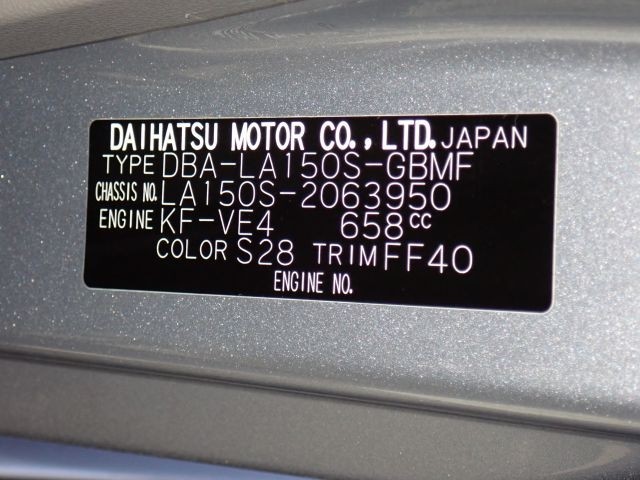 DAIHATSU MOTOR CO., LTD. JAPAN
TYPE DBA-LA150S-GBMF
CHASSIS NO. LA150S-2063950
ENGINE KF-VE4 658CC
COLOR S28 TRIM FF40
ENGINE NO.